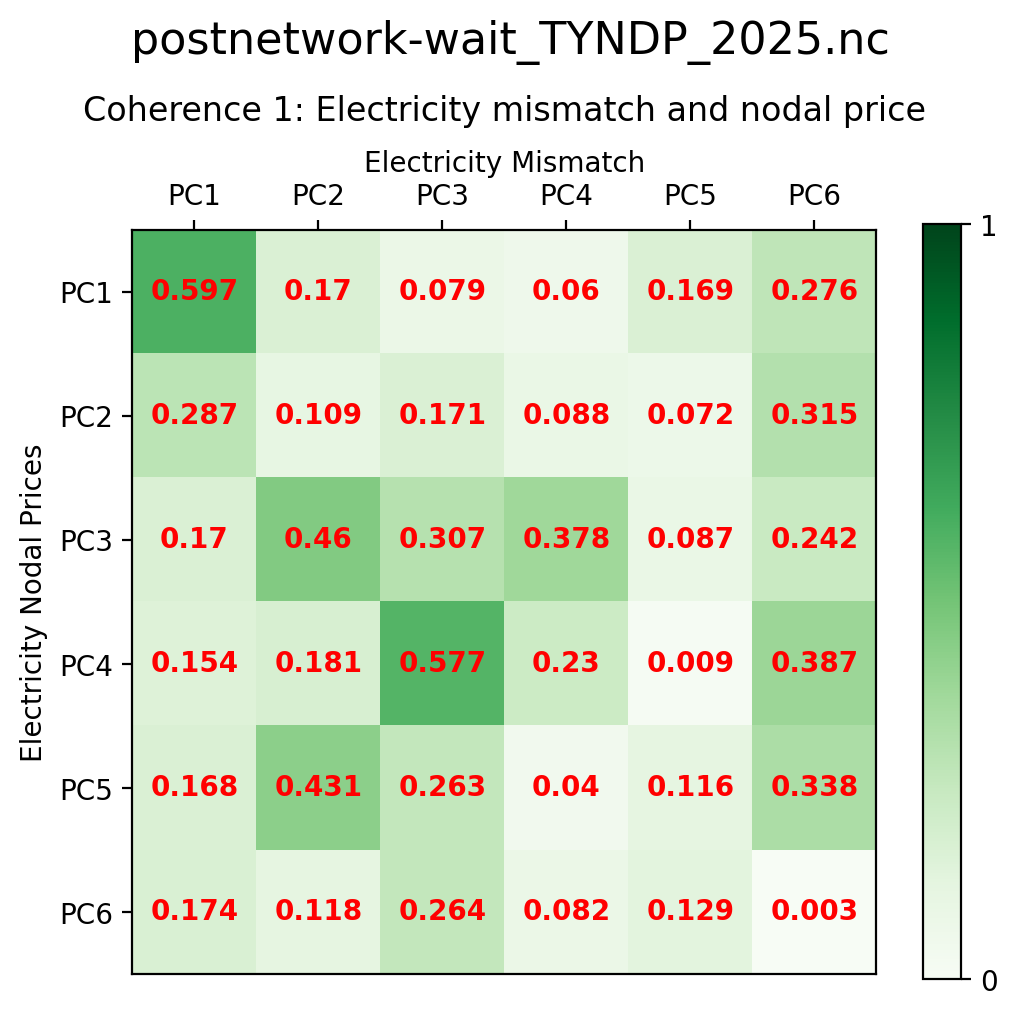 postnetwork-wait_TYNDP_2025.nc
Coherence 1: Electricity mismatch and nodal price
Electricity Mismatch
PC1 PC2 PC3 PC4 PC5 PC6
1
PC1 0.597 0.17 0.079 0.06 0.169 0.276
PC2 0.287 0.109 0.171 0.088 0.072 0.315
PC3 0.17 0.46 0.307 0.378 0.087 0.242
PC4 0.154 0.181 0.577 0.23 0.009 0.387
PC5 0.168 0.431 0.263 0.04 0.116 0.338
PC6 0.174 0.118 0.264 0.082 0.129 0.003
0
Electricity Nodal Prices